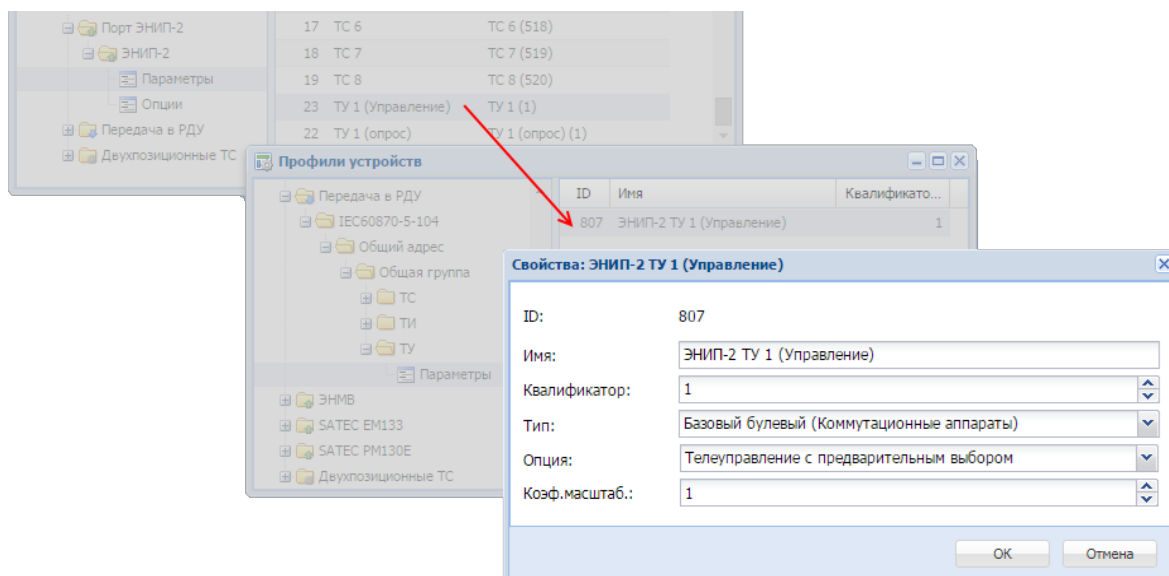 Порт ЭНИП-2
ЭНИП-2
Параметры
Опции
Передача в РДУ
Двухпозиционные ТС
17 ТС 6 ТС 6 (518)
18 ТС 7 ТС 7 (519)
19 ТС 8 ТС 8 (520)
23 ТУ 1 (Управление) ТУ 1 (1)
22 ТУ 1 (опрос) ТУ 1 (опрос) (1)
Профили устройств
Передача в РДУ
IEC60870-5-104
Общий адрес
Общая группа
ТС
ТИ
ТУ
Параметры
ЭНМВ
SATEC EM133
SATEC PM130E
Двухпозиционные ТС
ID Имя Квалификато...
807 ЭНИП-2 ТУ 1 (Управление) 1
Свойства: ЭНИП-2 ТУ 1 (Управление)
ID: 807
Имя: ЭНИП-2 ТУ 1 (Управление)
Квалификатор: 1
Тип: Базовый булевый (Коммутационные аппараты)
Опция: Телеуправление с предварительным выбором
Коэф.масштаб.: 1
OK Отмена